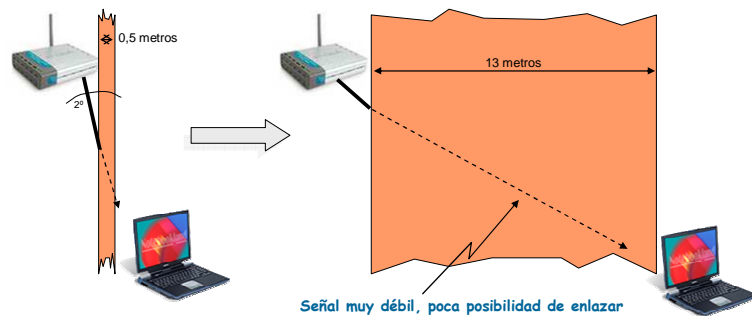 0,5 metros
2º
13 metros
Señal muy débil, poca posibilidad de enlazar